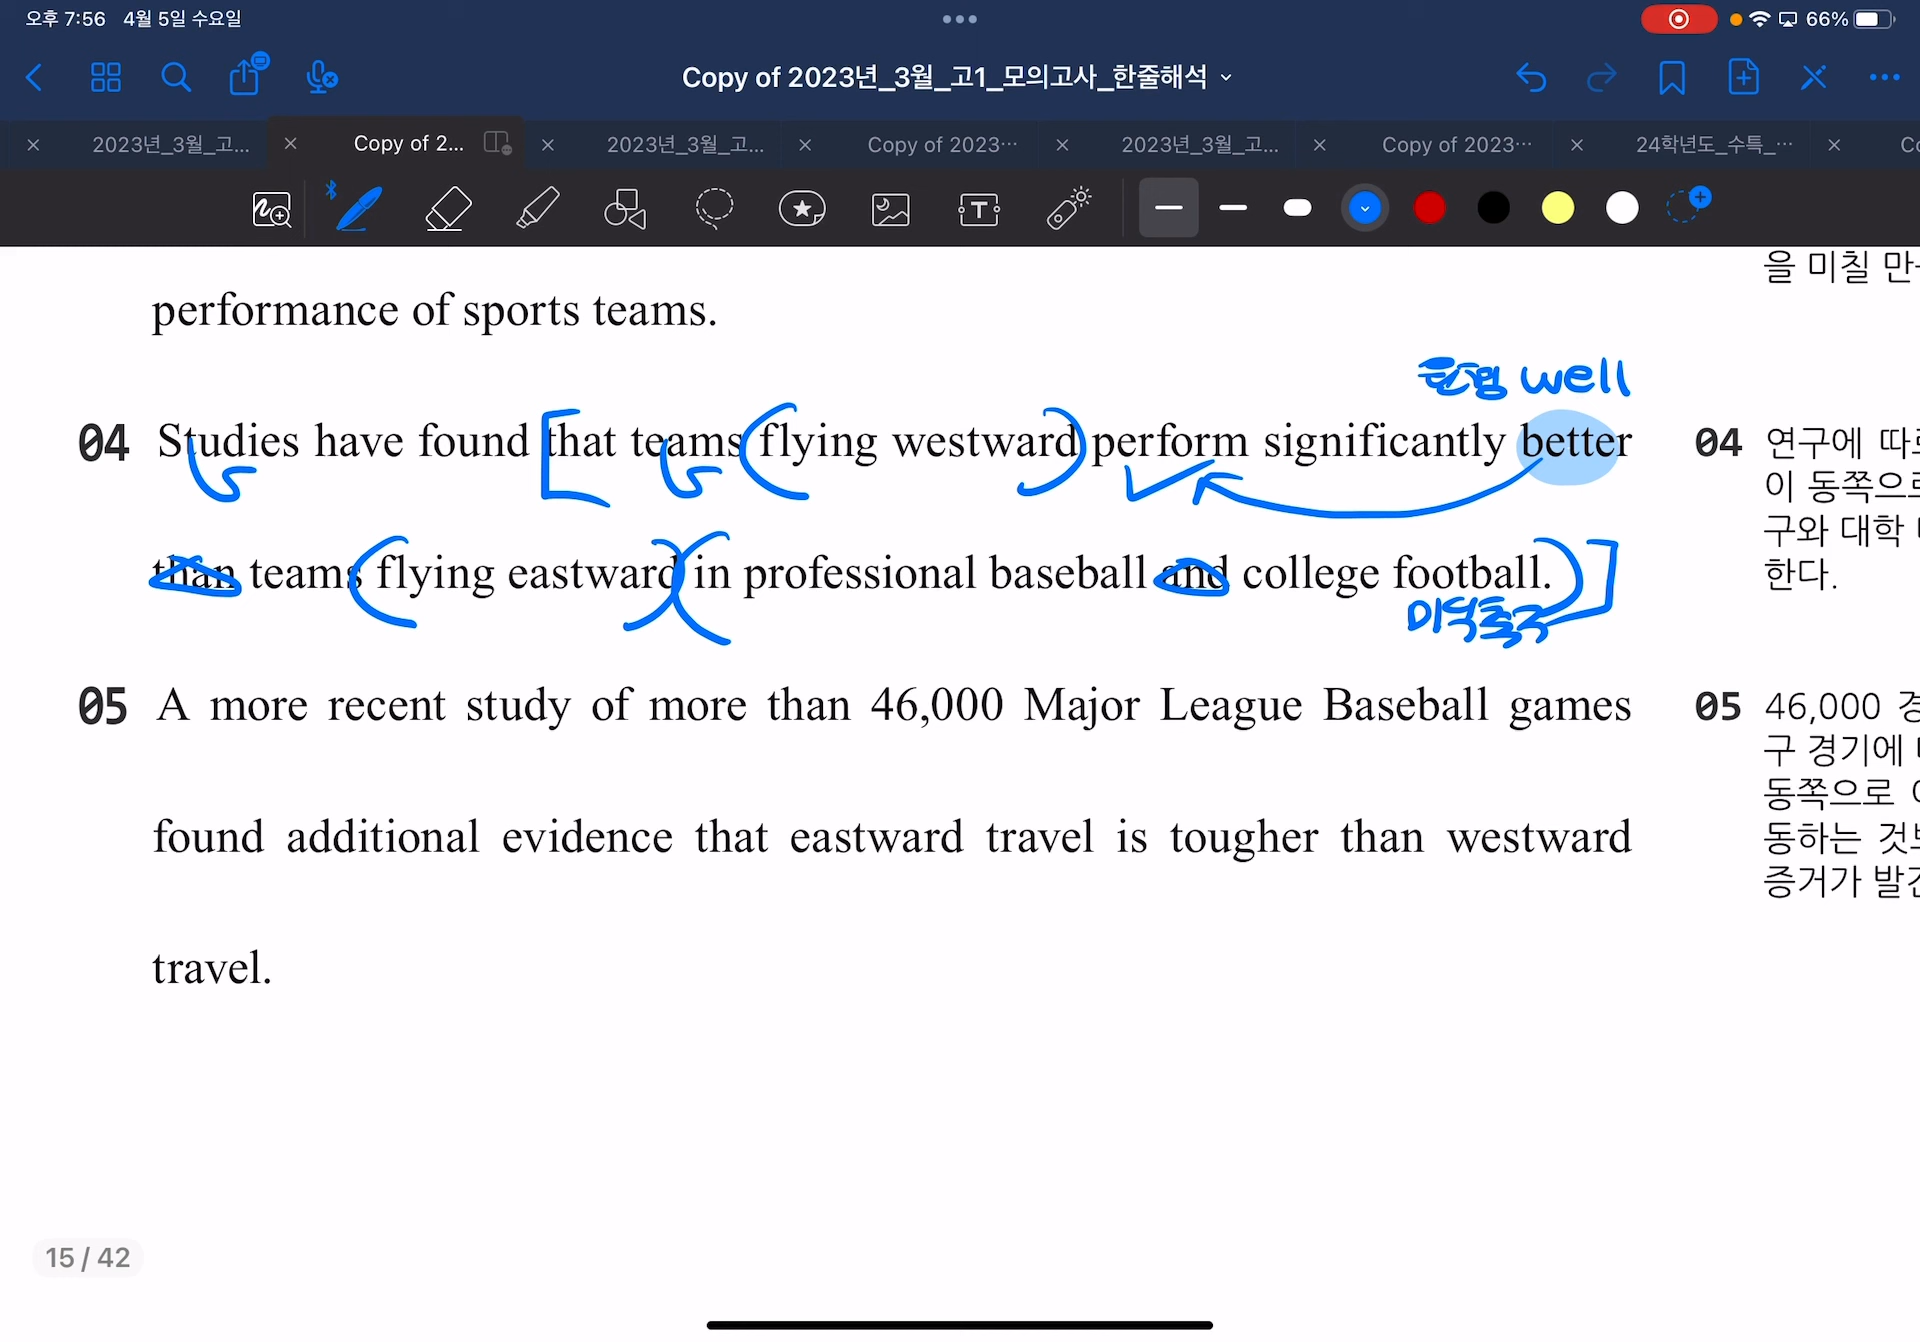 오후 7:56 4월 5일 수요일
66%
Copy of 2023년_3월_고1_모의고사_한줄해석
2023년_3월_고...
Copy of 2...
2023년_3월_고...
Copy of 2023...
2023년_3월_고...
Copy of 2023...
24학년도_수특_...
을 미칠 만
performance of sports teams.
well
04 Studies have found that teams flying westward perform significantly better
than teams flying eastward in professional baseball and college football.
미식축구
04 연구에 따르
이 동쪽으로
구와 대학
한다.
05 A more recent study of more than 46,000 Major League Baseball games
found additional evidence that eastward travel is tougher than westward
travel.
05 46,000 경
구 경기에
동쪽으로
동하는 것보
증거가 발견
15 / 42